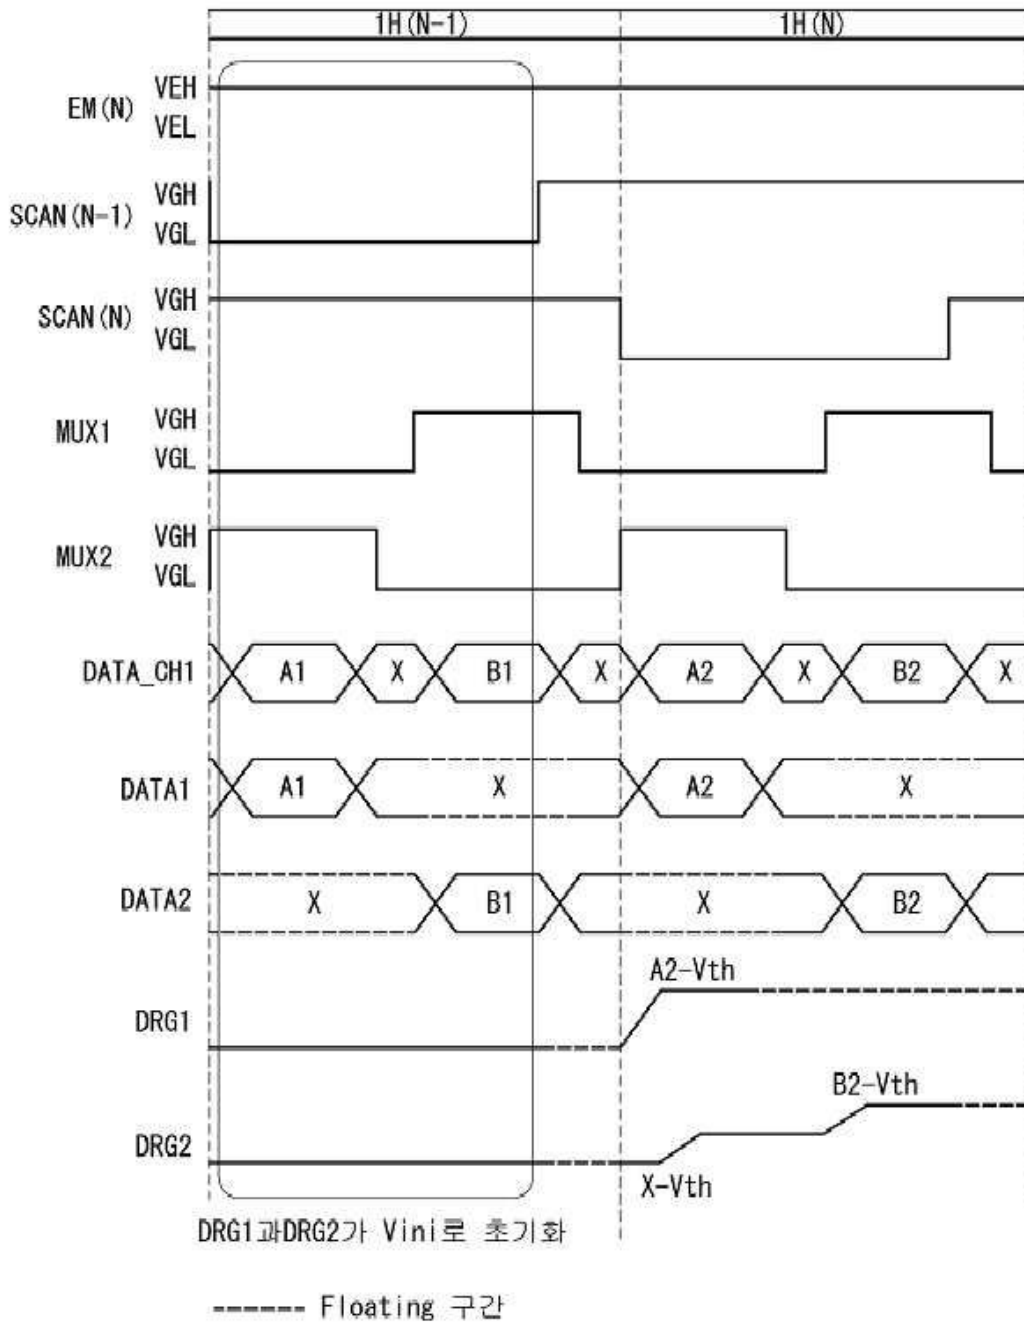 1H(N-1) 1H(N)
EM(N) VEH
VEL
SCAN(N-1) VGH
VGL
SCAN(N) VGH
VGL
MUX1 VGH
VGL
MUX2 VGH
VGL
DATA_CH1 A1 X B1 X A2 X B2 X
DATA1 A1 X A2 X
DATA2 X B1 X B2
A2-Vth
DRG1
B2-Vth
DRG2
X-Vth
DRG1과DRG2가 Vini로 초기화
Floating 구간